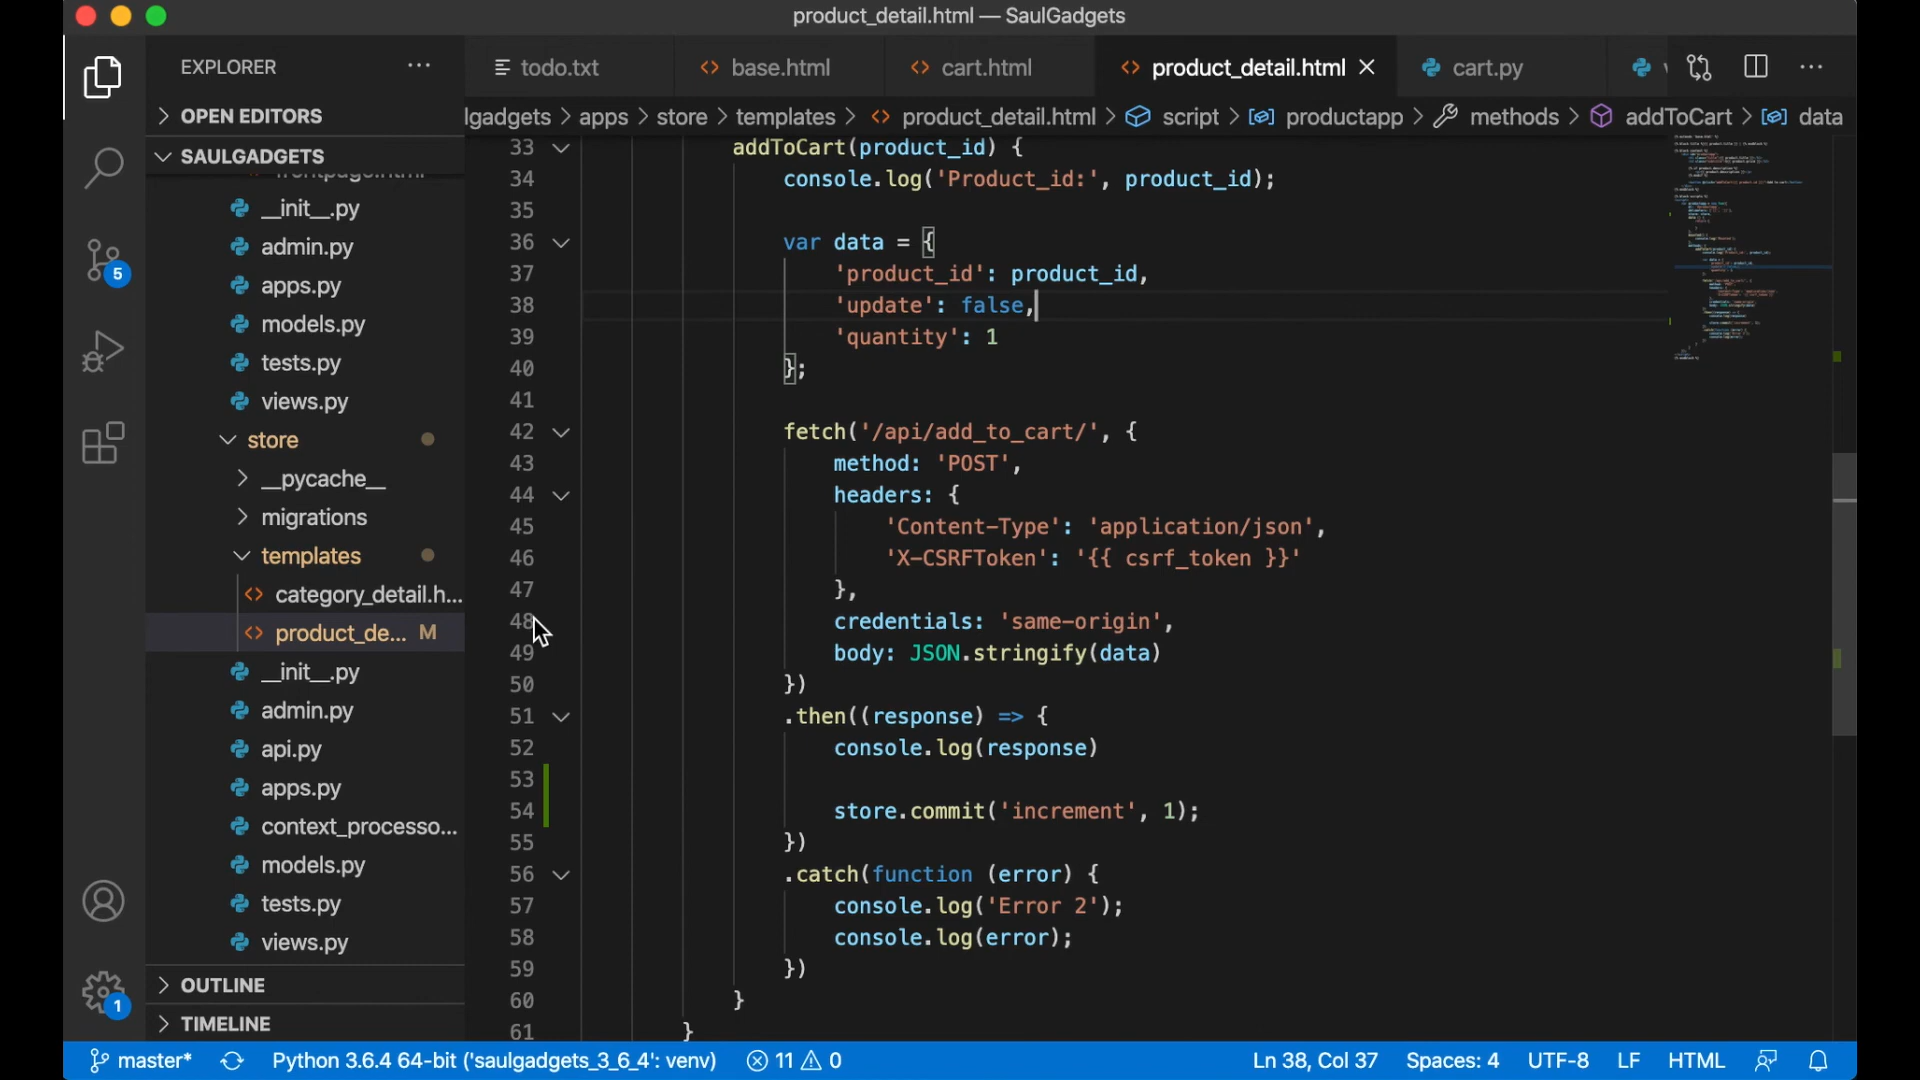 product_detail.html — SaulGadgets
EXPLORER
OPEN EDITORS
SAULGADGETS
__init__.py
admin.py
apps.py
models.py
tests.py
views.py
store
__pycache__
migrations
templates
category_detail.h...
product_de... M
__init__.py
admin.py
api.py
apps.py
context_processo...
models.py
tests.py
views.py
OUTLINE
TIMELINE
5
1
todo.txt
base.html
cart.html
product_detail.html
cart.py
lgadgets > apps > store > templates > product_detail.html > script > productapp > methods > addToCart > data
33 addToCart(product_id) {
34 console.log('Product_id:', product_id);
35
36 var data = {
37 'product_id': product_id,
38 'update': false,
39 'quantity': 1
40 };
41
42 fetch('/api/add_to_cart/', {
43 method: 'POST',
44 headers: {
45 'Content-Type': 'application/json',
46 'X-CSRFToken': '{{ csrf_token }}'
47 },
48 credentials: 'same-origin',
49 body: JSON.stringify(data)
50 })
51 .then((response) => {
52 console.log(response)
53
54 store.commit('increment', 1);
55 })
56 .catch(function (error) {
57 console.log('Error 2');
58 console.log(error);
59 })
60 }
61 }
master* Python 3.6.4 64-bit ('saulgadgets_3_6_4': venv) 11 0 Ln 38, Col 37 Spaces: 4 UTF-8 LF HTML